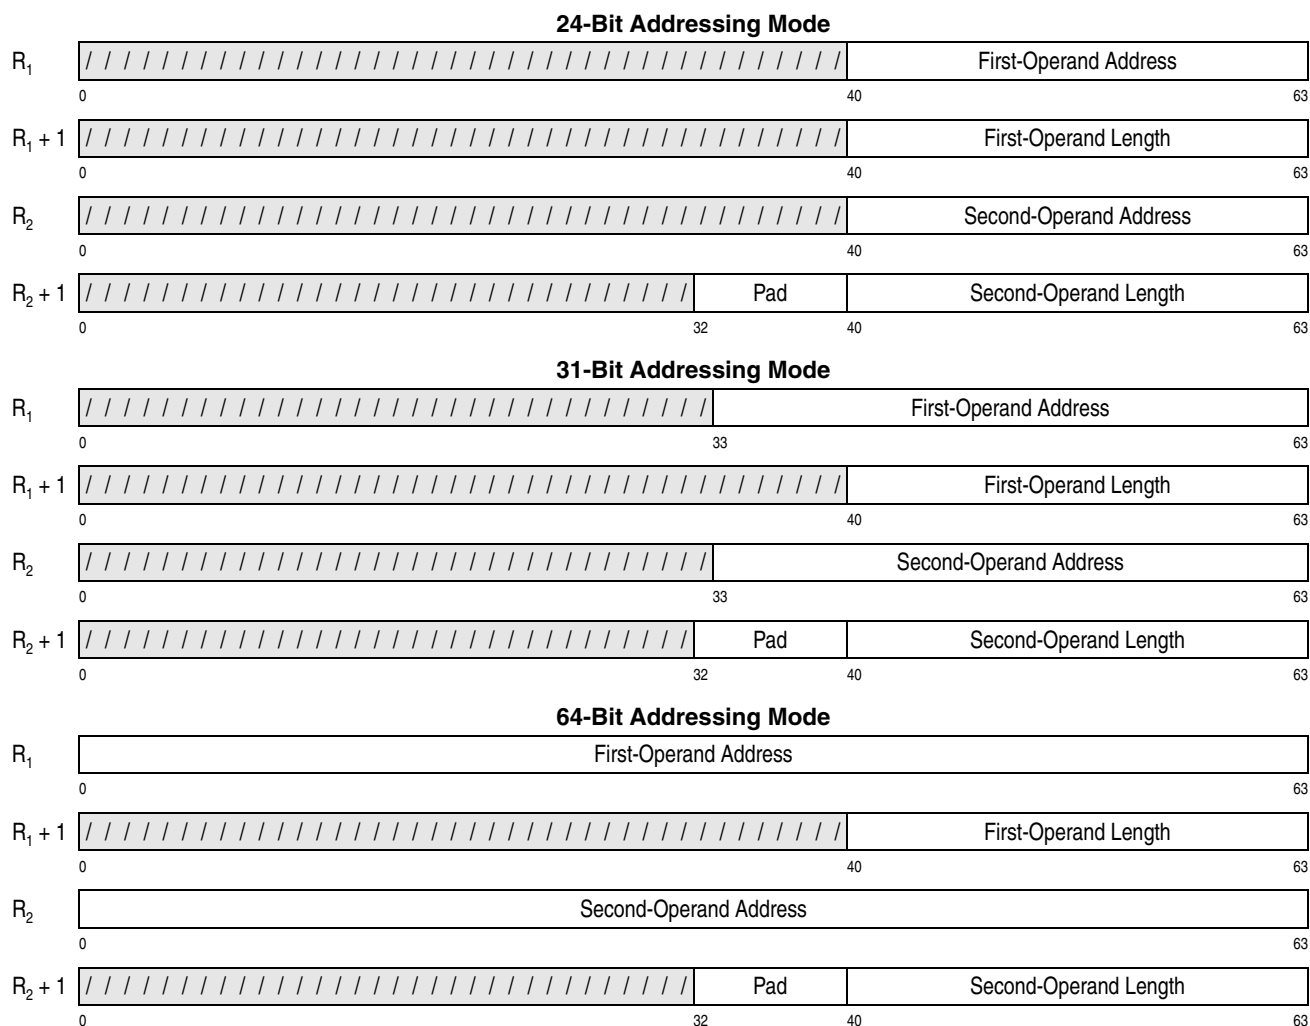 24-Bit Addressing Mode
R1 / / / / / / / / / / / / / / / / / / / / / / / / / / / / / / / / / / / / / / / / First-Operand Address
0 40 63
R1 + 1 / / / / / / / / / / / / / / / / / / / / / / / / / / / / / / / / / / / / / / / / First-Operand Length
0 40 63
R2 / / / / / / / / / / / / / / / / / / / / / / / / / / / / / / / / / / / / / / / / Second-Operand Address
0 40 63
R2 + 1 / / / / / / / / / / / / / / / / / / / / / / / / / / / / / / / / Pad Second-Operand Length
0 32 40 63
31-Bit Addressing Mode
R1 / / / / / / / / / / / / / / / / / / / / / / / / / / / / / / / / / First-Operand Address
0 33 63
R1 + 1 / / / / / / / / / / / / / / / / / / / / / / / / / / / / / / / / / / / / / / / / First-Operand Length
0 40 63
R2 / / / / / / / / / / / / / / / / / / / / / / / / / / / / / / / / / Second-Operand Address
0 33 63
R2 + 1 / / / / / / / / / / / / / / / / / / / / / / / / / / / / / / / / Pad Second-Operand Length
0 32 40 63
64-Bit Addressing Mode
R1 First-Operand Address
0 63
R1 + 1 / / / / / / / / / / / / / / / / / / / / / / / / / / / / / / / / / / / / / / / / First-Operand Length
0 40 63
R2 Second-Operand Address
0 63
R2 + 1 / / / / / / / / / / / / / / / / / / / / / / / / / / / / / / / / Pad Second-Operand Length
0 32 40 63